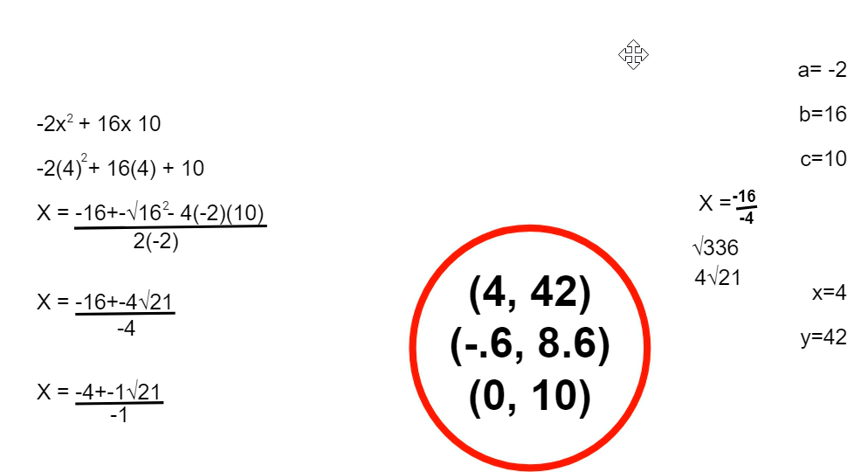 -2x² + 16x 10
-2(4)²+ 16(4) + 10
X = -16+-√16²- 4(-2)(10)
2(-2)
X = -16+-4√21
-4
X = -4+-1√21
-1
(4, 42)
(-.6, 8.6)
(0, 10)
a= -2
b=16
c=10
X = -16
-4
√336
4√21
x=4
y=42